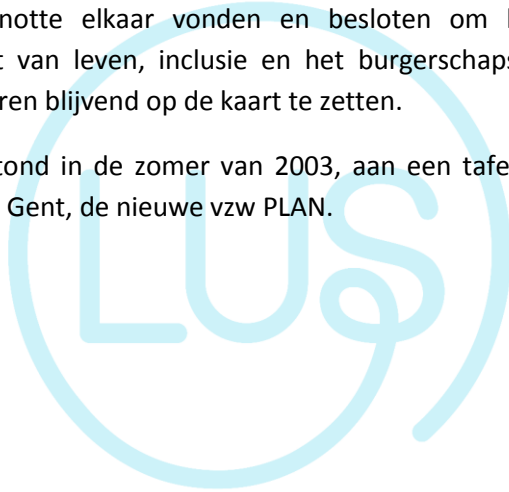 notte elkaar vonden en besloten om
van leven, inclusie en het burgerschaps
ren blijvend op de kaart te zetten.
tond in de zomer van 2003, aan een tafe
Gent, de nieuwe vzw PLAN.
LUS